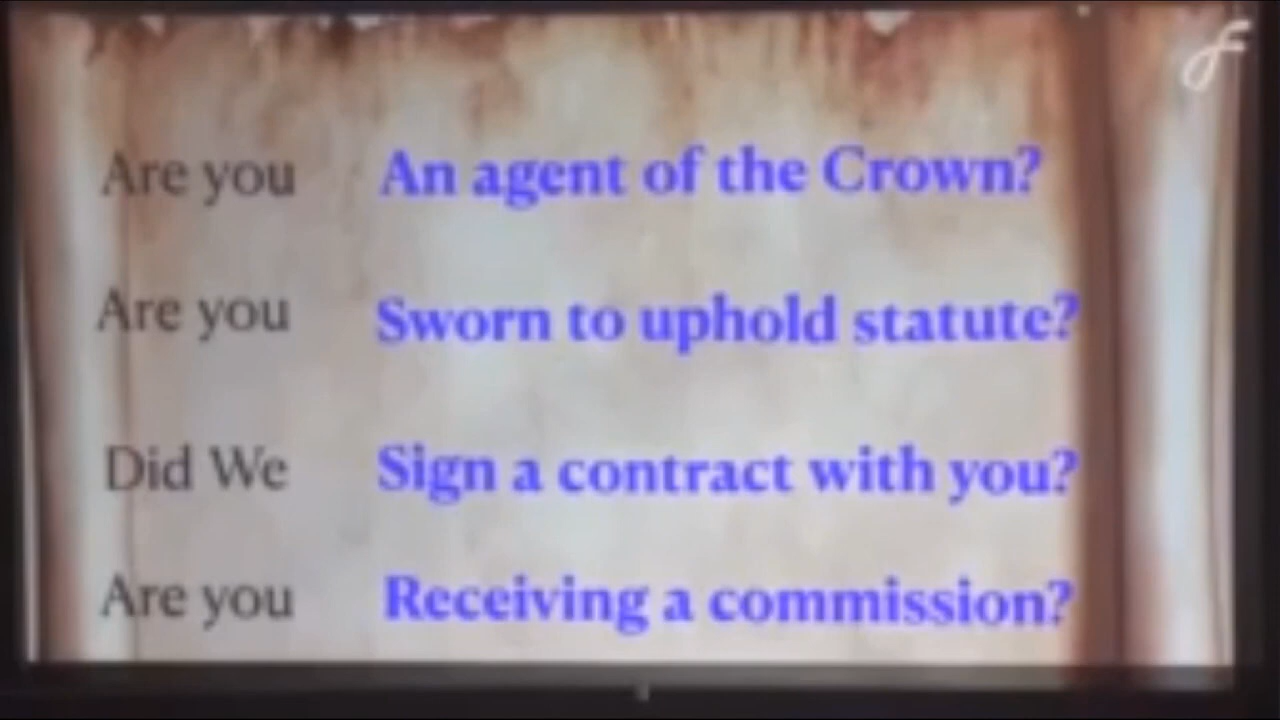 Are you An agent of the Crown?
Are you Sworn to uphold statute?
Did We Sign a contract with you?
Are you Receiving a commission?